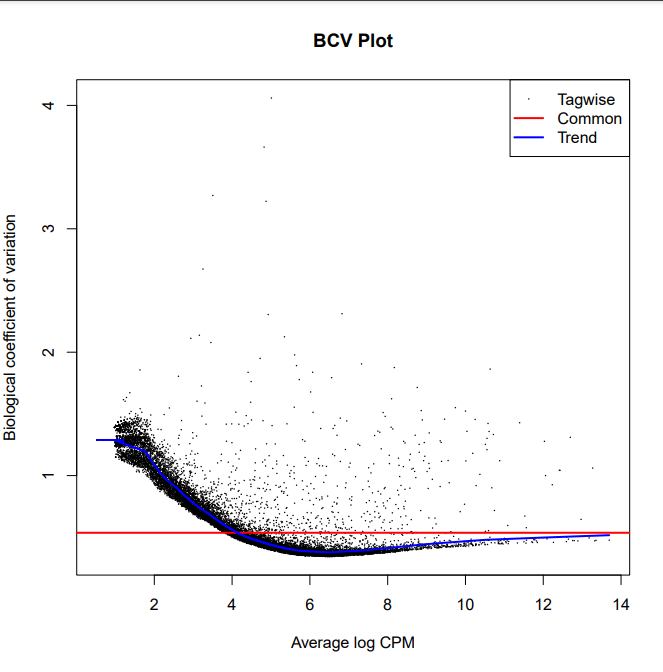 BCV Plot
Tagwise
Common
Trend
4
3
2
1
Biological coefficient of variation
2 4 6 8 10 12 14
Average log CPM